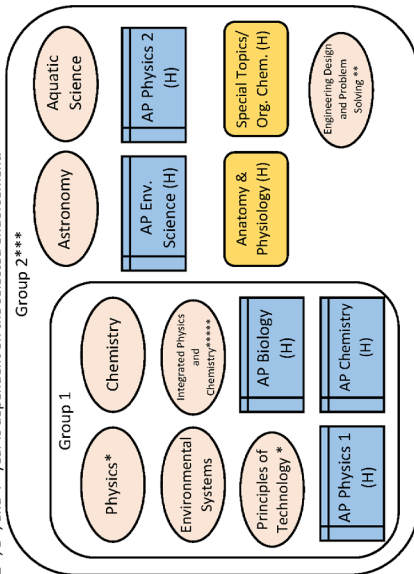 Group 2***
Group 1
Physics*
Chemistry
Environmental
Systems
Integrated Physics
and
Chemistry*****
Principles of
Technology *
AP Biology
(H)
AP Physics 1
(H)
AP Chemistry
(H)
Astronomy
Aquatic
Science
AP Env.
Science (H)
AP Physics 2
(H)
Anatomy &
Physiology (H)
Special Topics/
Org. Chem. (H)
Engineering Design
and Problem
Solving **